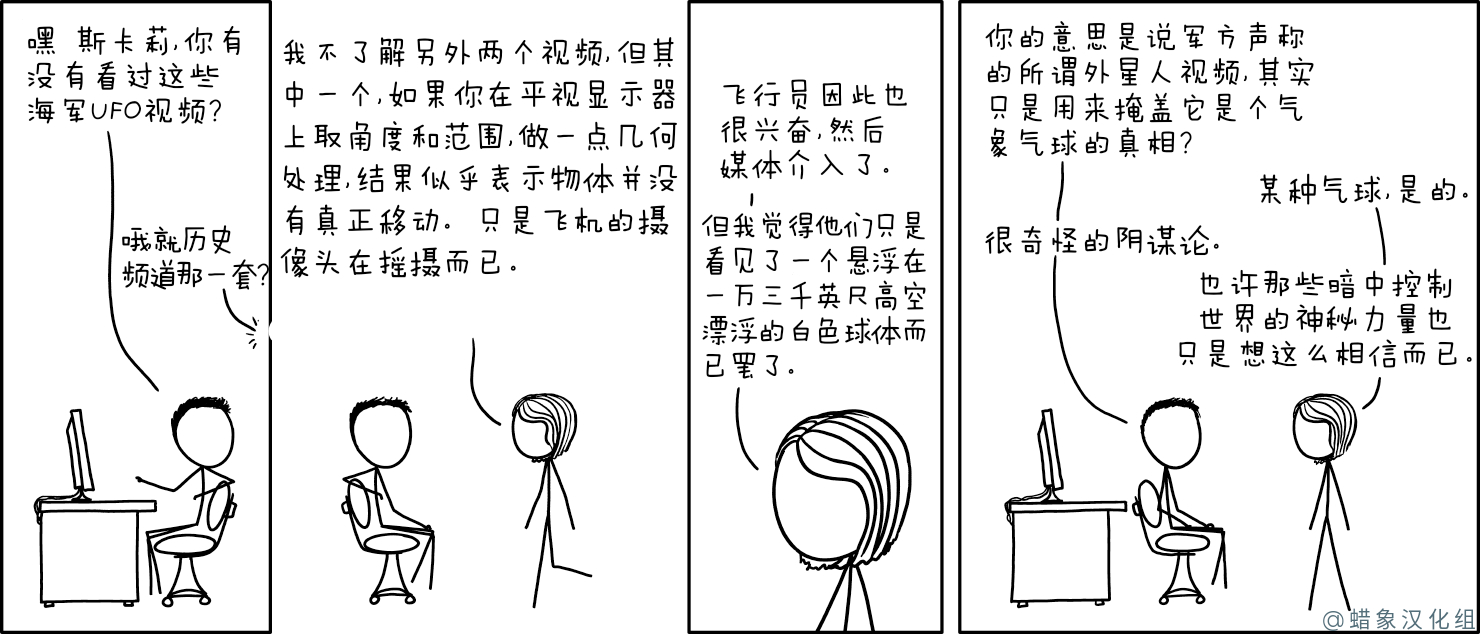 嘿 斯卡莉,你有
没有看过这些
海军UFO视频?
哦就历史
频道那一套?
我不了解另外两个视频,但其
中一个,如果你在平视显示器
上取角度和范围,做一点几何
处理,结果似乎表示物体并没
有真正移动。 只是飞机的摄
像头在摇摄而已。
飞行员因此也
很兴奋,然后
媒体介入了。
但我觉得他们只是
看见了一个悬浮在
一万三千英尺高空
漂浮的白色球体而
已罢了。
你的意思是说军方声称
的所谓外星人视频,其实
只是用来掩盖它是个气
象气球的真相?
某种气球,是的。
很奇怪的阴谋论。
也许那些暗中控制
世界的神秘力量也
只是想这么相信而已。
@蜡象汉化组